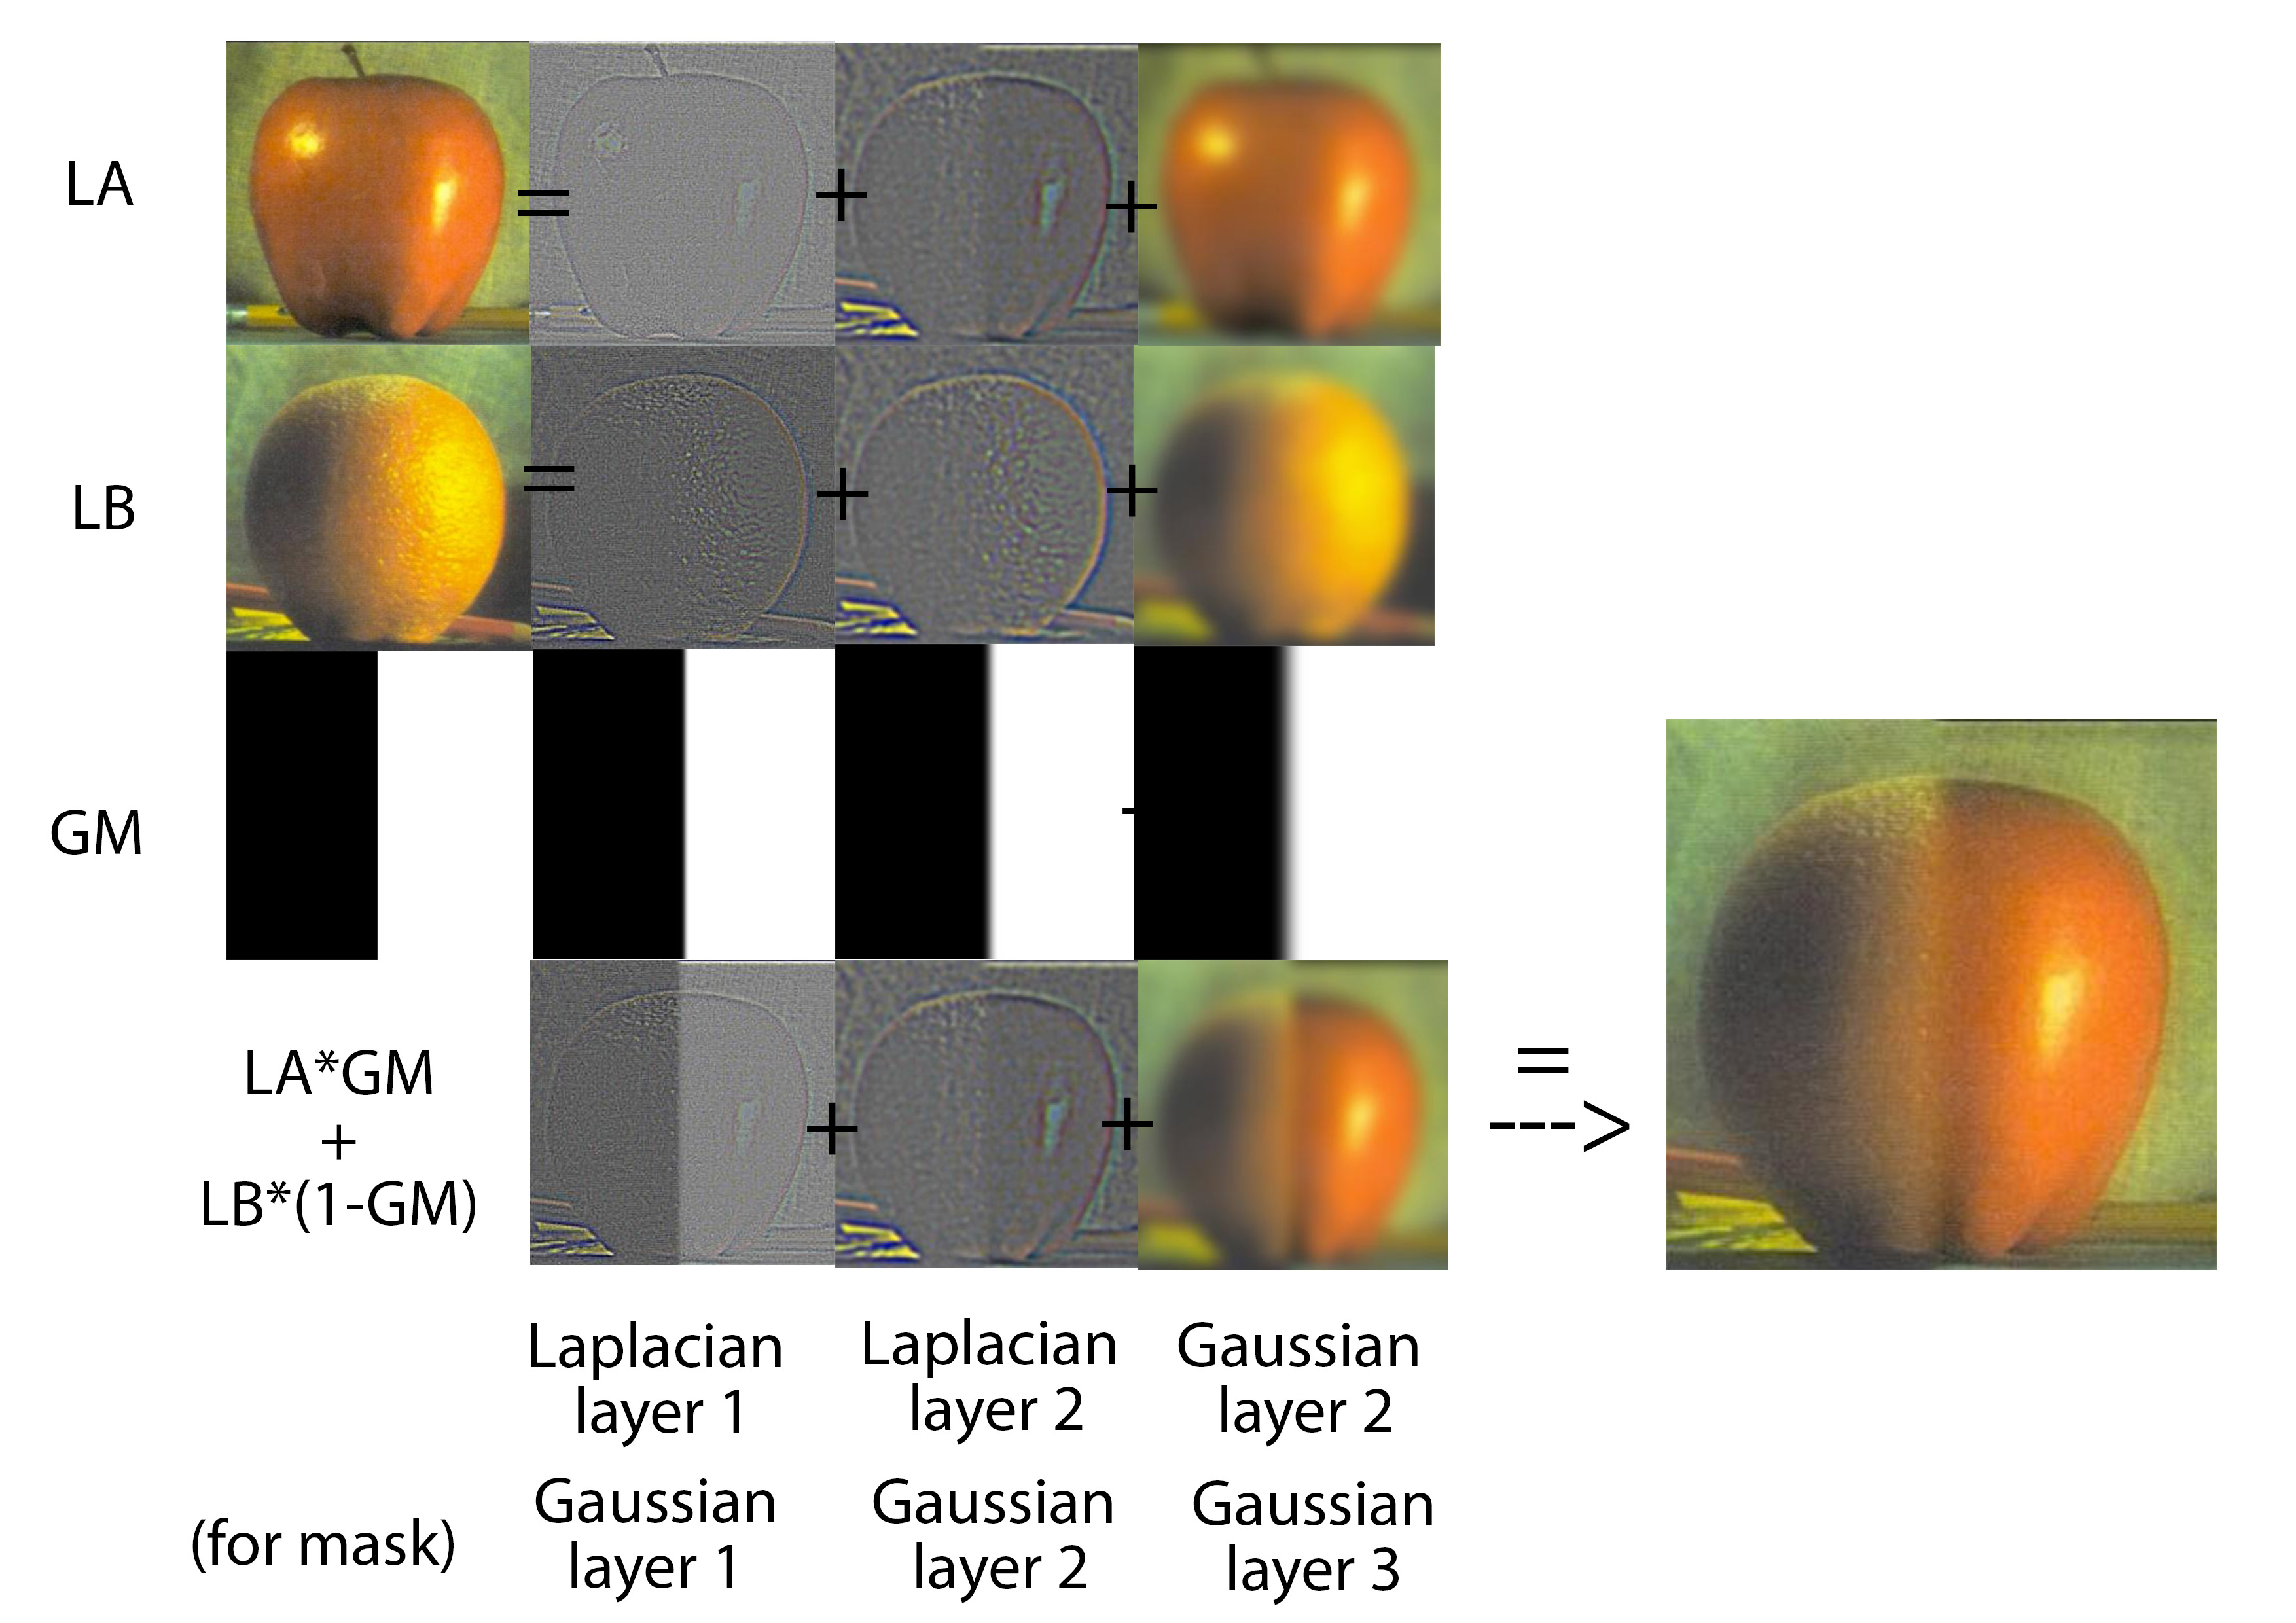 LA
=
+
+
LB
=
+
+
GM
-
LA*GM
+
LB*(1-GM)
+
+
=
--->
Laplacian
layer 1
Laplacian
layer 2
Gaussian
layer 2
(for mask)
Gaussian
layer 1
Gaussian
layer 2
Gaussian
layer 3